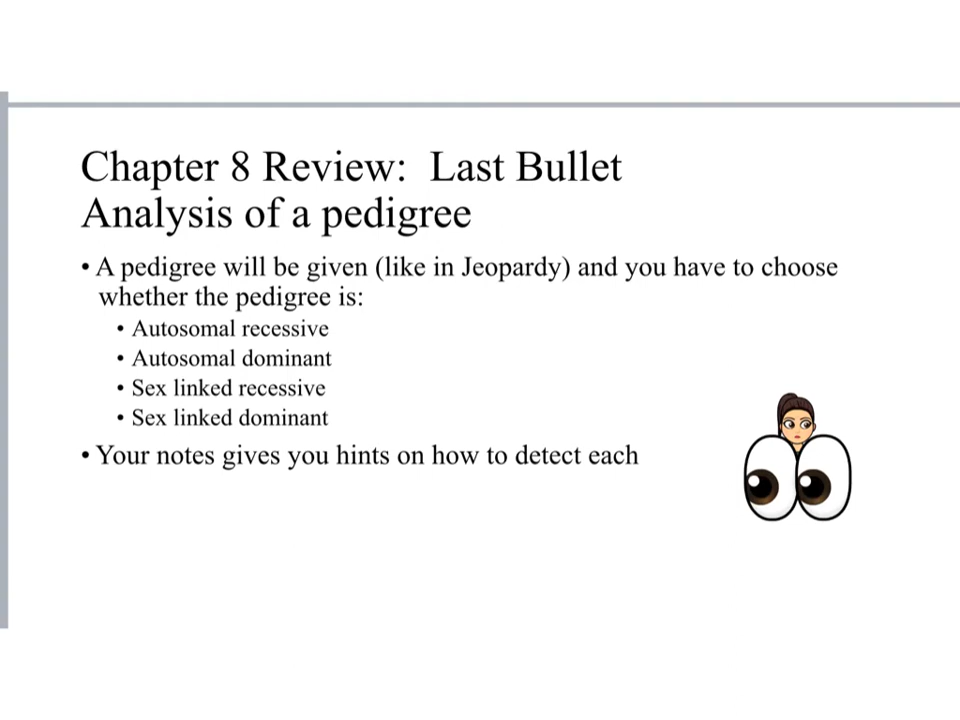 Chapter 8 Review:  Last Bullet
Analysis of a pedigree
• A pedigree will be given (like in Jeopardy) and you have to choose
whether the pedigree is:
• Autosomal recessive
• Autosomal dominant
• Sex linked recessive
• Sex linked dominant
• Your notes gives you hints on how to detect each